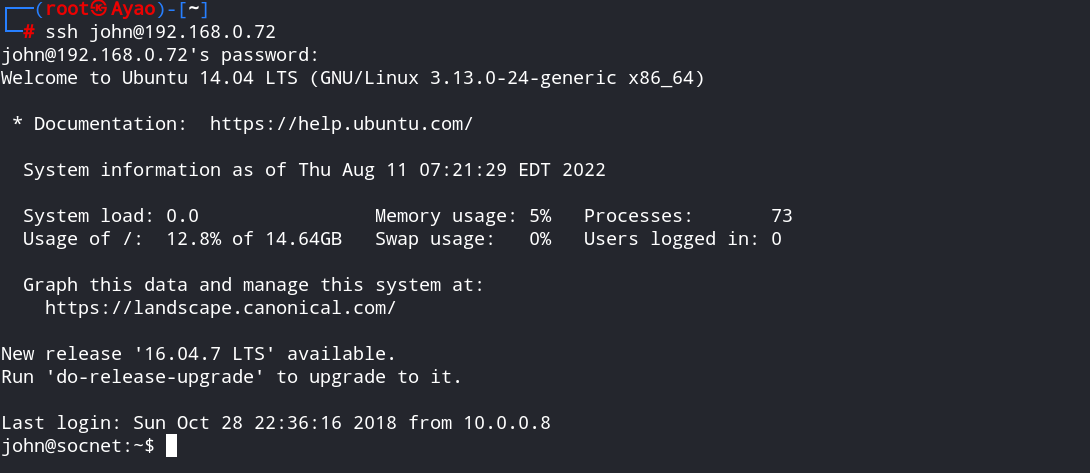 ┌──(root㉿Ayao)-[~]
└─# ssh john@192.168.0.72
john@192.168.0.72's password:
Welcome to Ubuntu 14.04 LTS (GNU/Linux 3.13.0-24-generic x86_64)
 * Documentation:  https://help.ubuntu.com/
  System information as of Thu Aug 11 07:21:29 EDT 2022
  System load: 0.0                Memory usage: 5%   Processes:       73
  Usage of /:  12.8% of 14.64GB   Swap usage:   0%   Users logged in: 0
  Graph this data and manage this system at:
    https://landscape.canonical.com/
New release '16.04.7 LTS' available.
Run 'do-release-upgrade' to upgrade to it.
Last login: Sun Oct 28 22:36:16 2018 from 10.0.0.8
john@socnet:~$